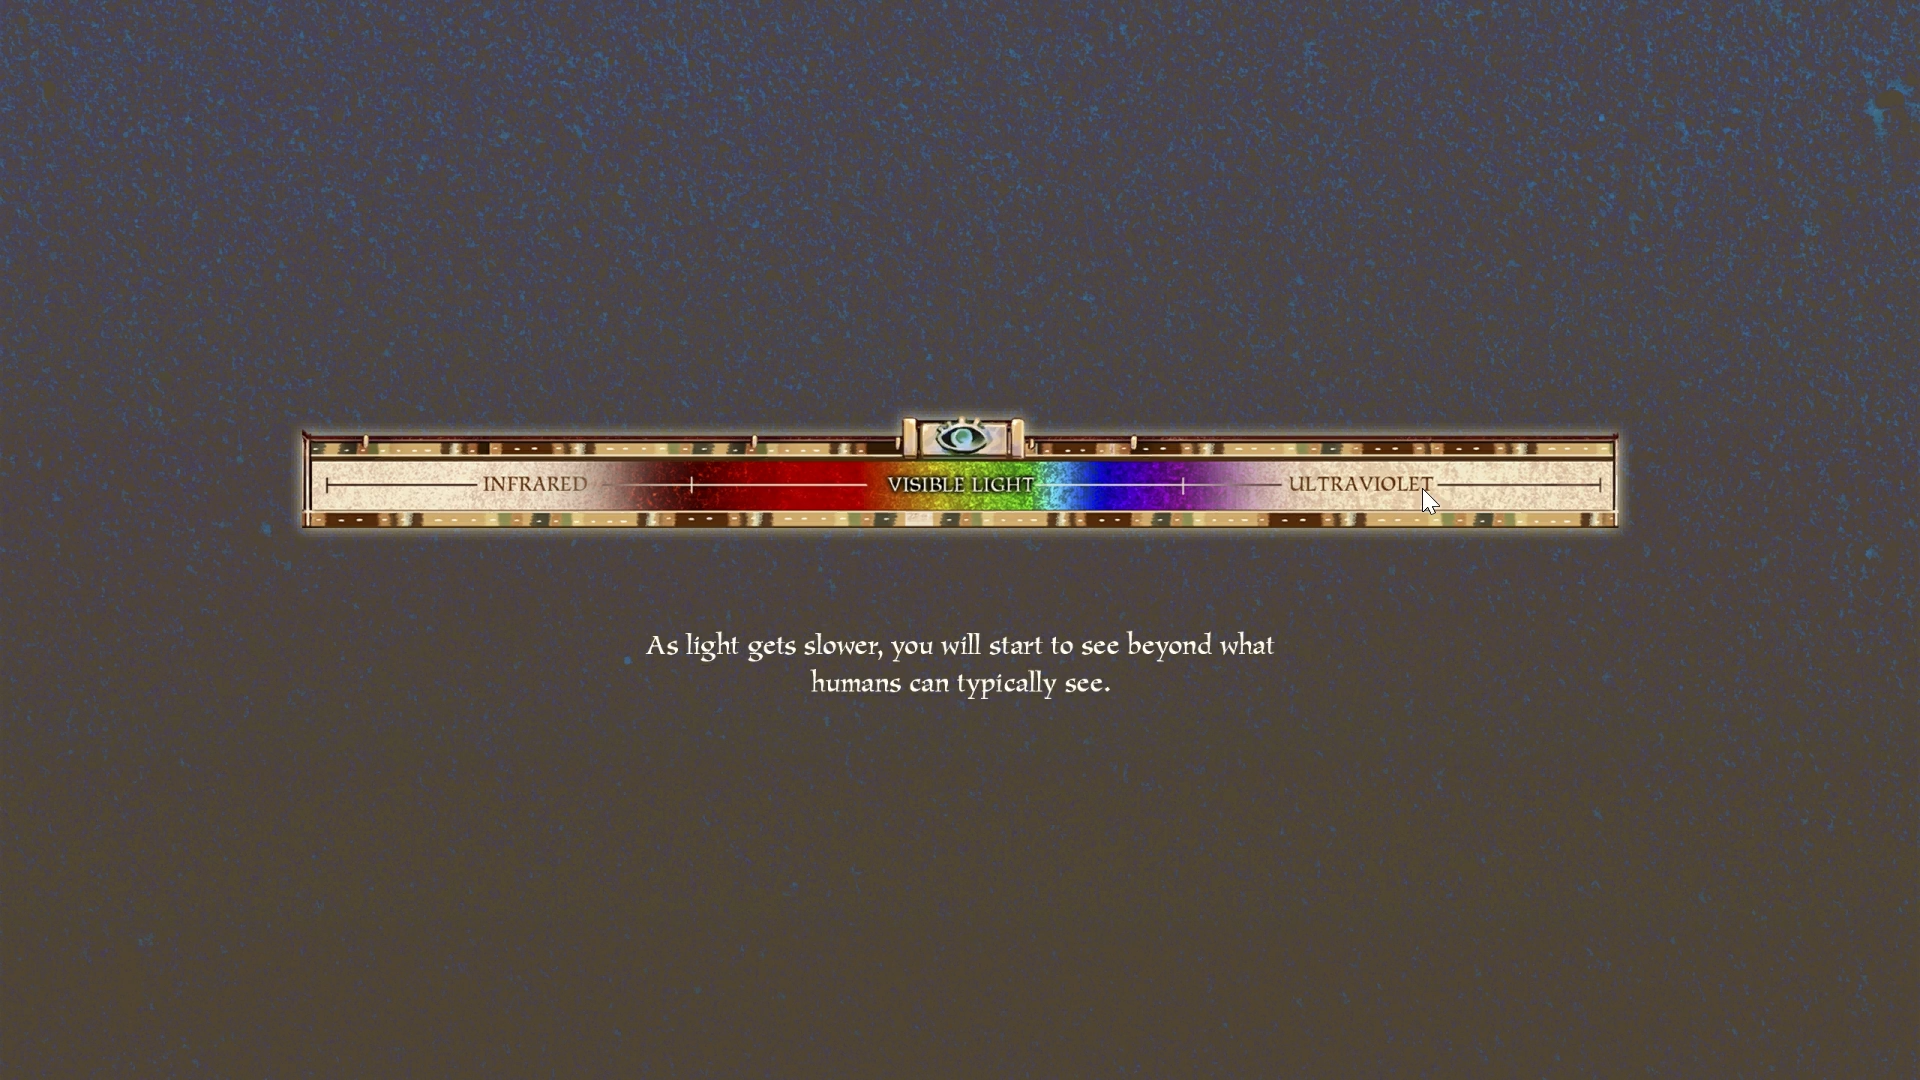 INFRARED VISIBLE LIGHT ULTRAVIOLET
As light gets slower, you will start to see beyond what
humans can typically see.